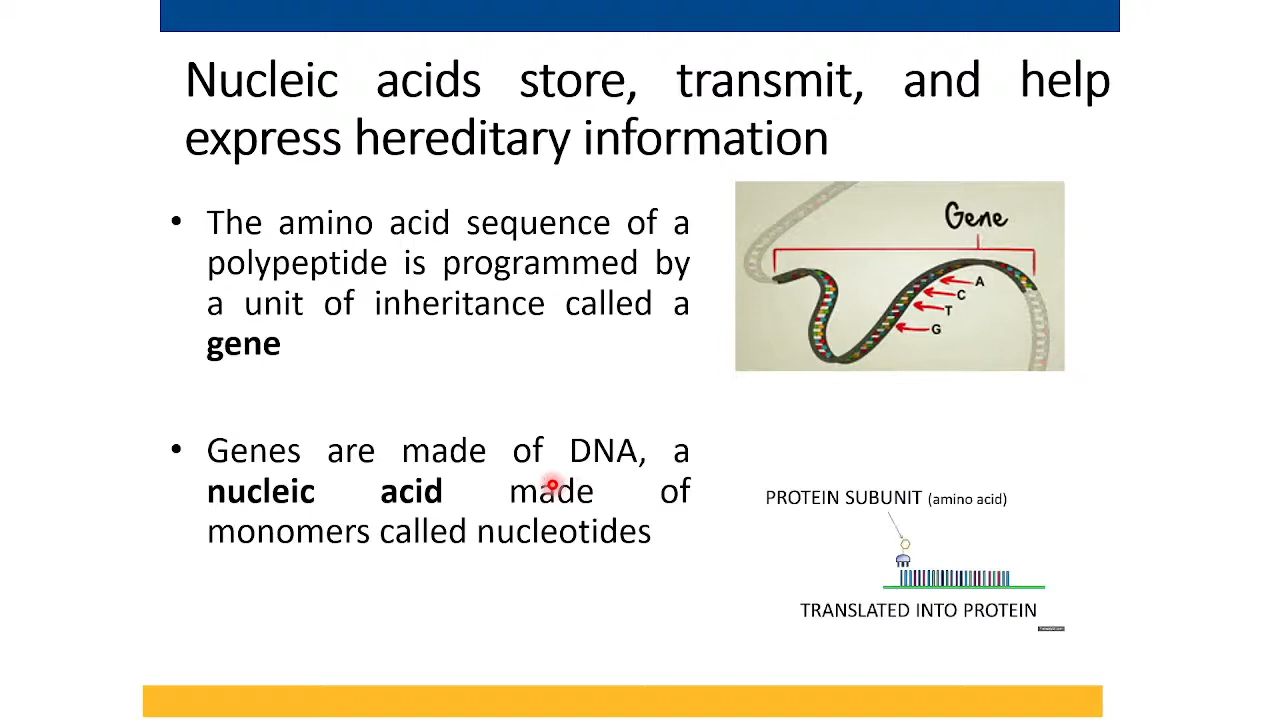 Nucleic acids store, transmit, and help
express hereditary information
• The amino acid sequence of a
polypeptide is programmed by
a unit of inheritance called a
gene
• Genes are made of DNA, a
nucleic acid made of
monomers called nucleotides
Gene
A
C
T
G
PROTEIN SUBUNIT (amino acid)
TRANSLATED INTO PROTEIN